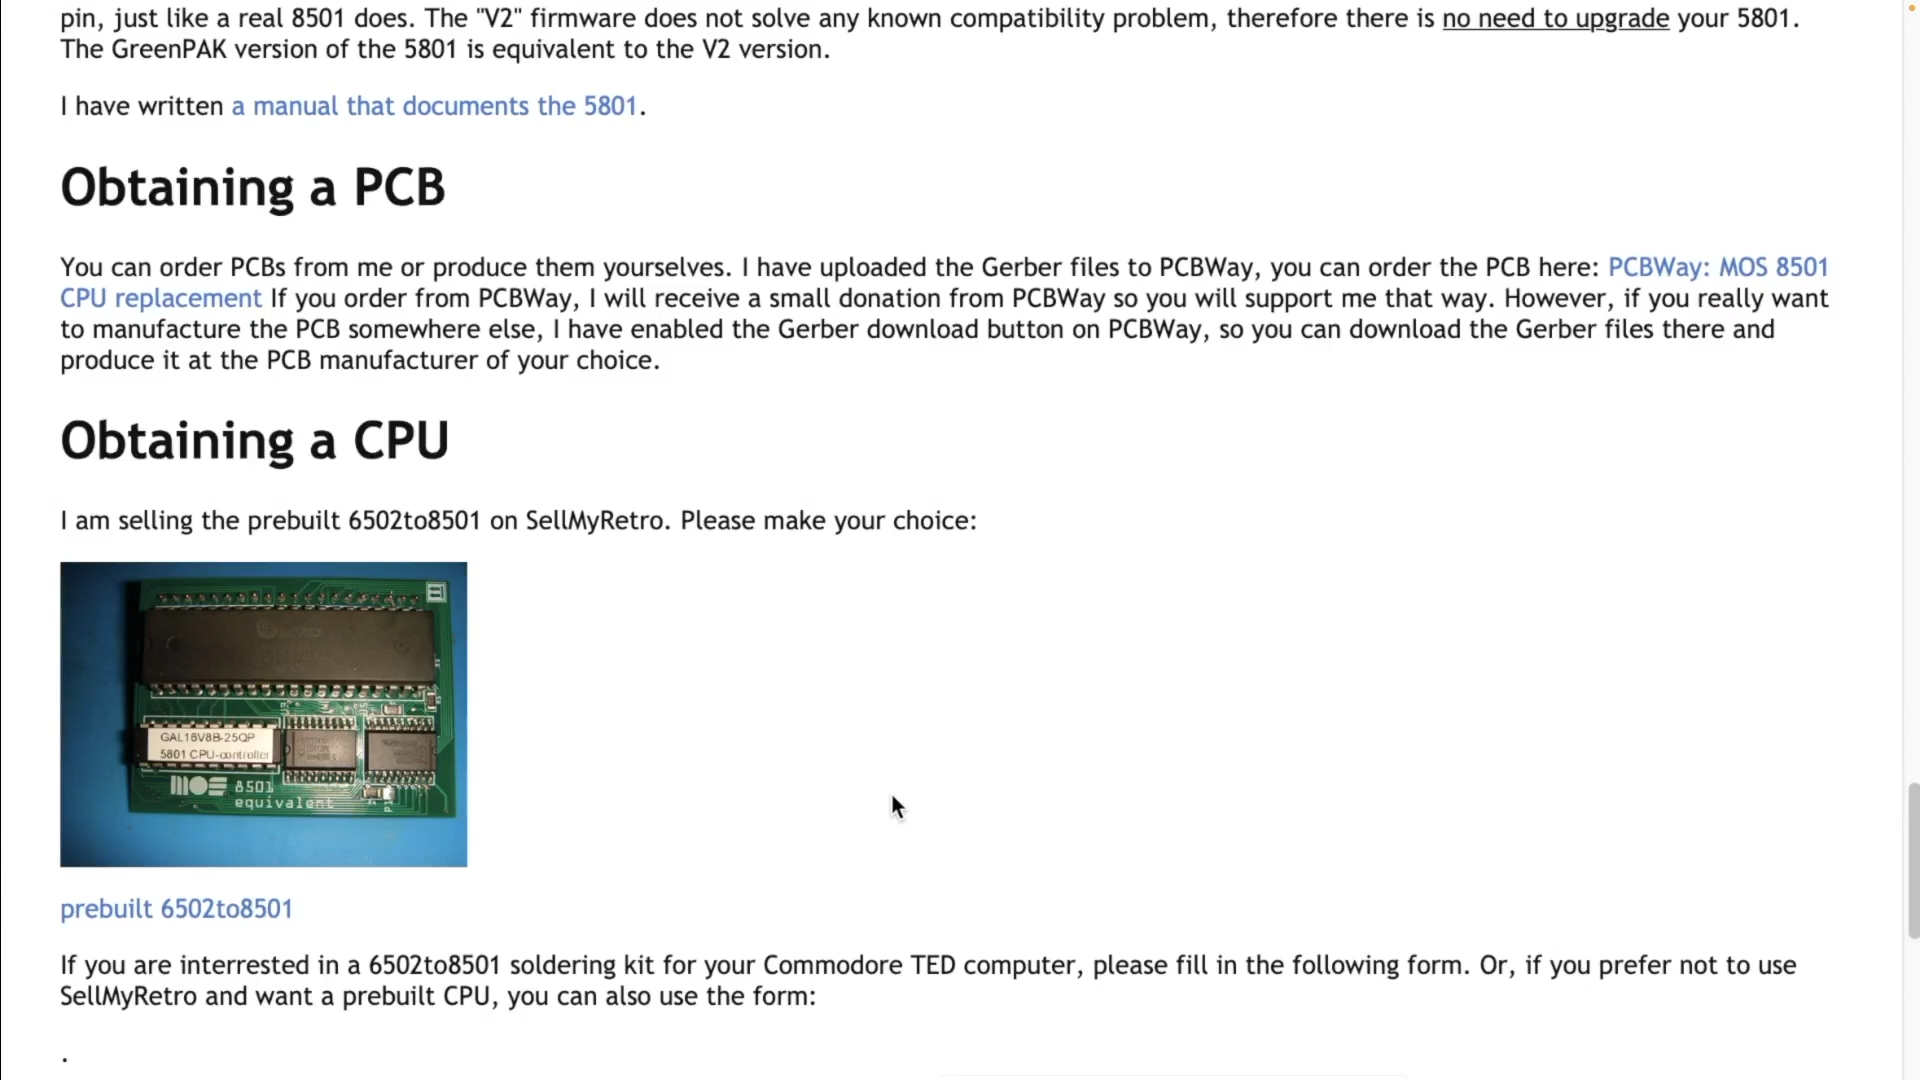 pin, just like a real 8501 does. The "V2" firmware does not solve any known compatibility problem, therefore there is no need to upgrade your 5801.
The GreenPAK version of the 5801 is equivalent to the V2 version.
I have written a manual that documents the 5801.
Obtaining a PCB
You can order PCBs from me or produce them yourselves. I have uploaded the Gerber files to PCBWay, you can order the PCB here: PCBWay: MOS 8501
CPU replacement If you order from PCBWay, I will receive a small donation from PCBWay so you will support me that way. However, if you really want
to manufacture the PCB somewhere else, I have enabled the Gerber download button on PCBWay, so you can download the Gerber files there and
produce it at the PCB manufacturer of your choice.
Obtaining a CPU
I am selling the prebuilt 6502to8501 on SellMyRetro. Please make your choice:
GAL16V8B-25QP
5801 CPU-controller
MOS 8501
equivalent
prebuilt 6502to8501
If you are interrested in a 6502to8501 soldering kit for your Commodore TED computer, please fill in the following form. Or, if you prefer not to use
SellMyRetro and want a prebuilt CPU, you can also use the form:
.